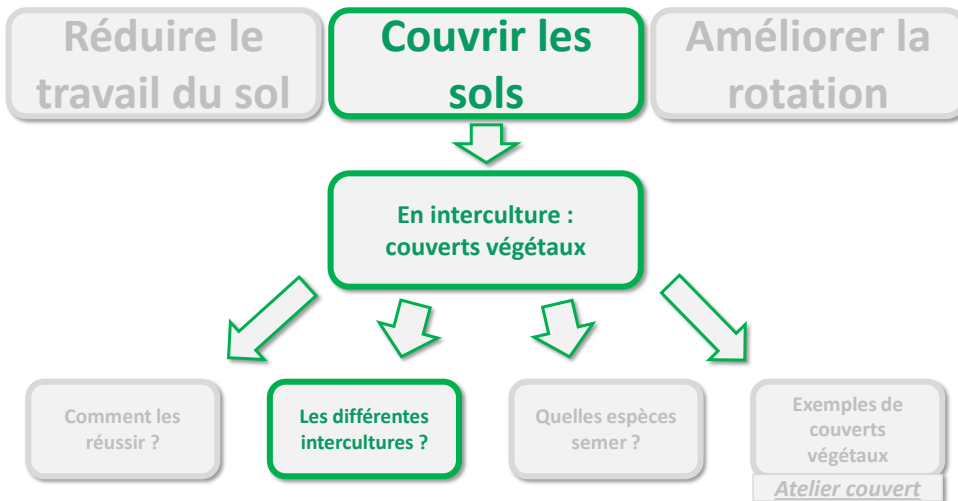 Réduire le
travail du sol
Couvrir les
sols
Améliorer la
rotation
En interculture :
couverts végétaux
Comment les
réussir ?
Les différentes
intercultures ?
Quelles espèces
semer ?
Exemples de
couverts
végétaux
Atelier couvert